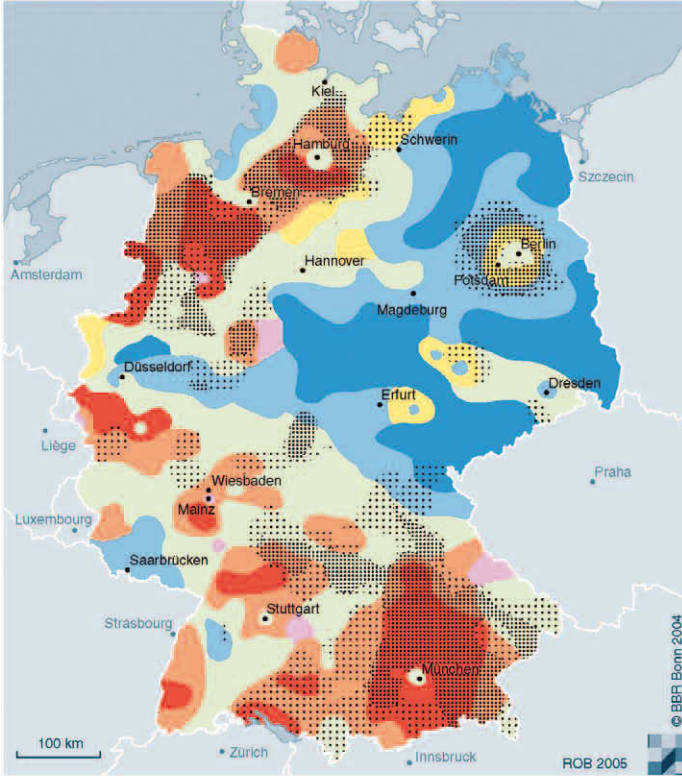 Kiel
Schwerin
Hamburg
Szczecin
Bremen
Berlin
Amsterdam
Hannover
Potsdam
Magdeburg
Düsseldorf
Dresden
Erfurt
Liège
Praha
Wiesbaden
Mainz
Luxembourg
Saarbrücken
Stuttgart
Strasbourg
München
© BBR Bonn 2004
100 km
Zürich
Innsbruck
ROB 2005